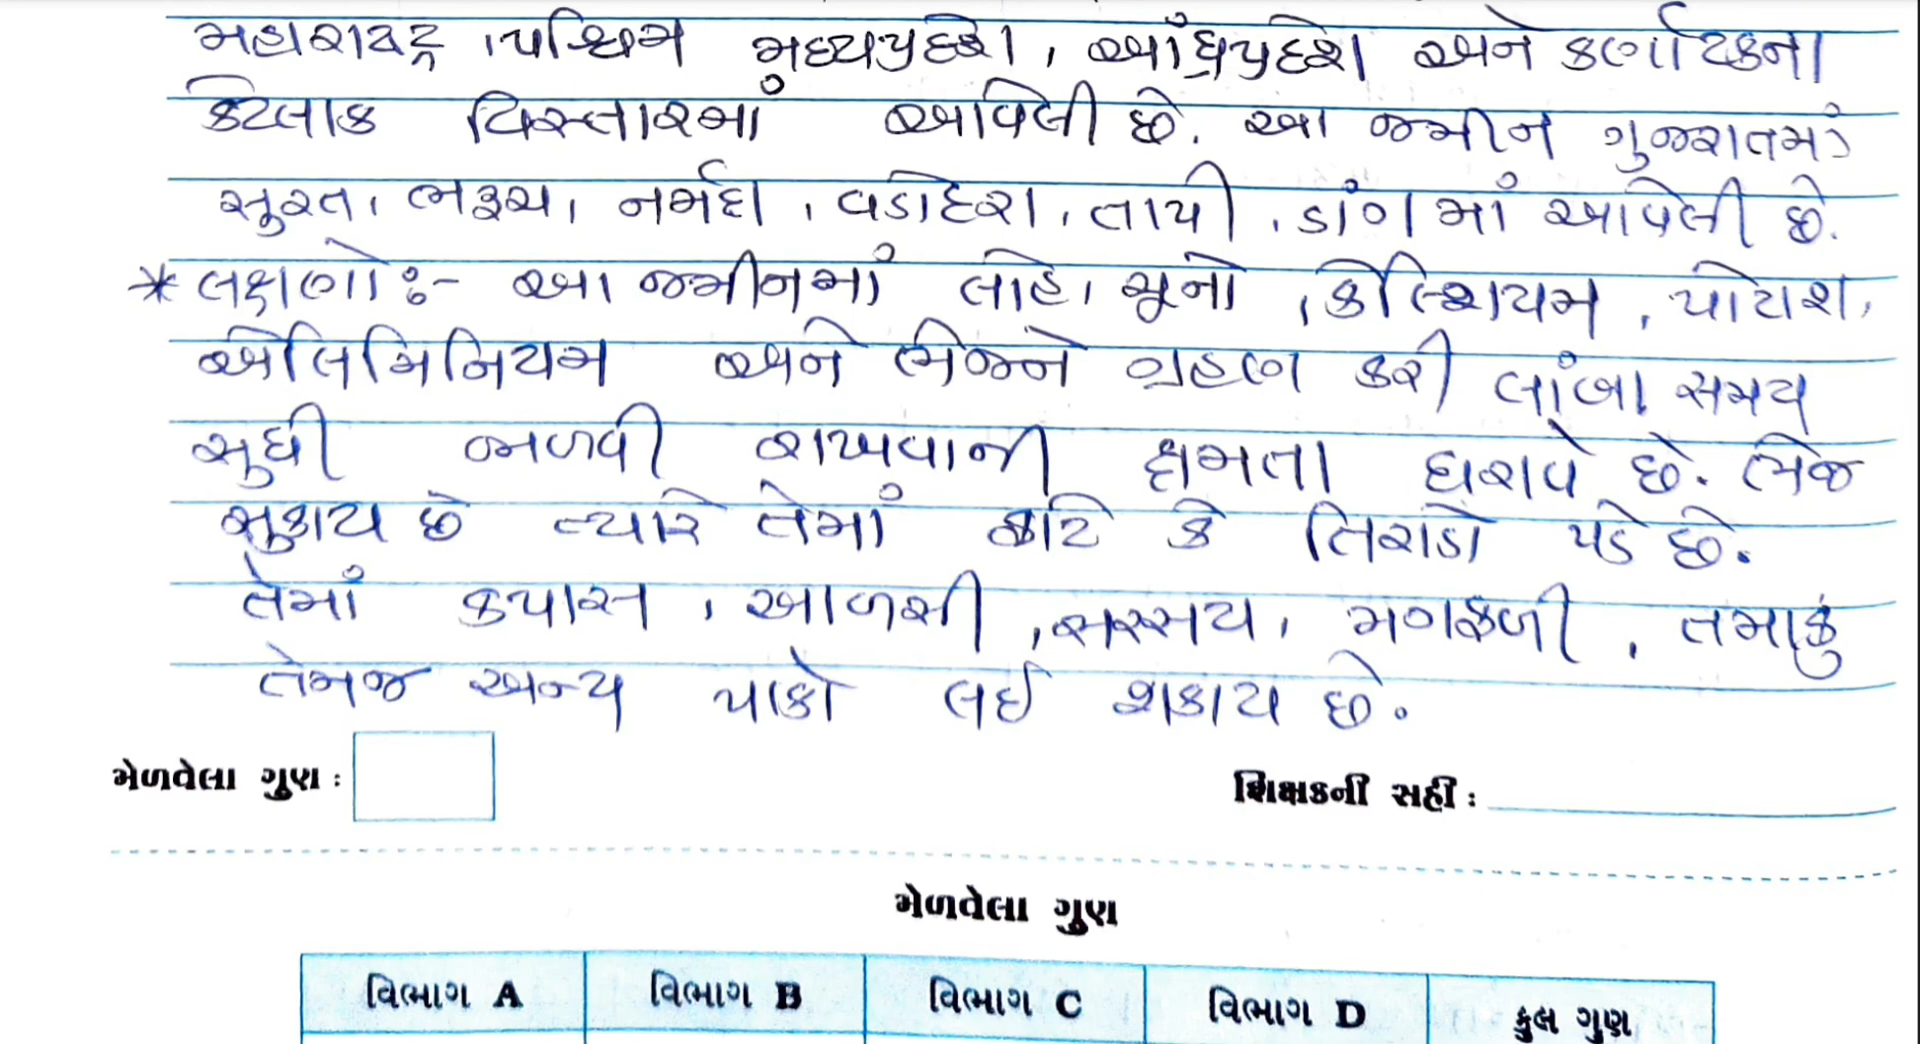 મહારાષ્ટ્ર, પશ્ચિમ મધ્યપ્રદેશ, આંધ્રપ્રદેશ અને કર્ણાટકના
કેટલાક વિસ્તારમાં આવેલી છે. આ જમીન ગુજરાતમાં
સુરત, ભરૂચ, નર્મદા, વડોદરા, તાપી, ડાંગ માં આવેલી છે.
* લક્ષણો :- આ જમીનમાં લોહ, ચૂનો, કેલ્શિયમ, પોટાશ,
એલિમિનિયમ અને ભેજને ગ્રહણ કરી લાંબા સમય
સુધી જાળવી રાખવાની ક્ષમતા ધરાવે છે. ભેજ
સુકાય છે ત્યારે તેમાં ફાટ કે તિરાડો પડે છે.
તેમાં કપાસ, આળસી, સરસવ, મગફળી, તમાકુ
તેમજ અન્ય પાકો લઈ શકાય છે.
મેળવેલા ગુણ : શિક્ષકની સહી :
મેળવેલા ગુણ
વિભાગ A વિભાગ B વિભાગ C વિભાગ D કુલ ગુણ